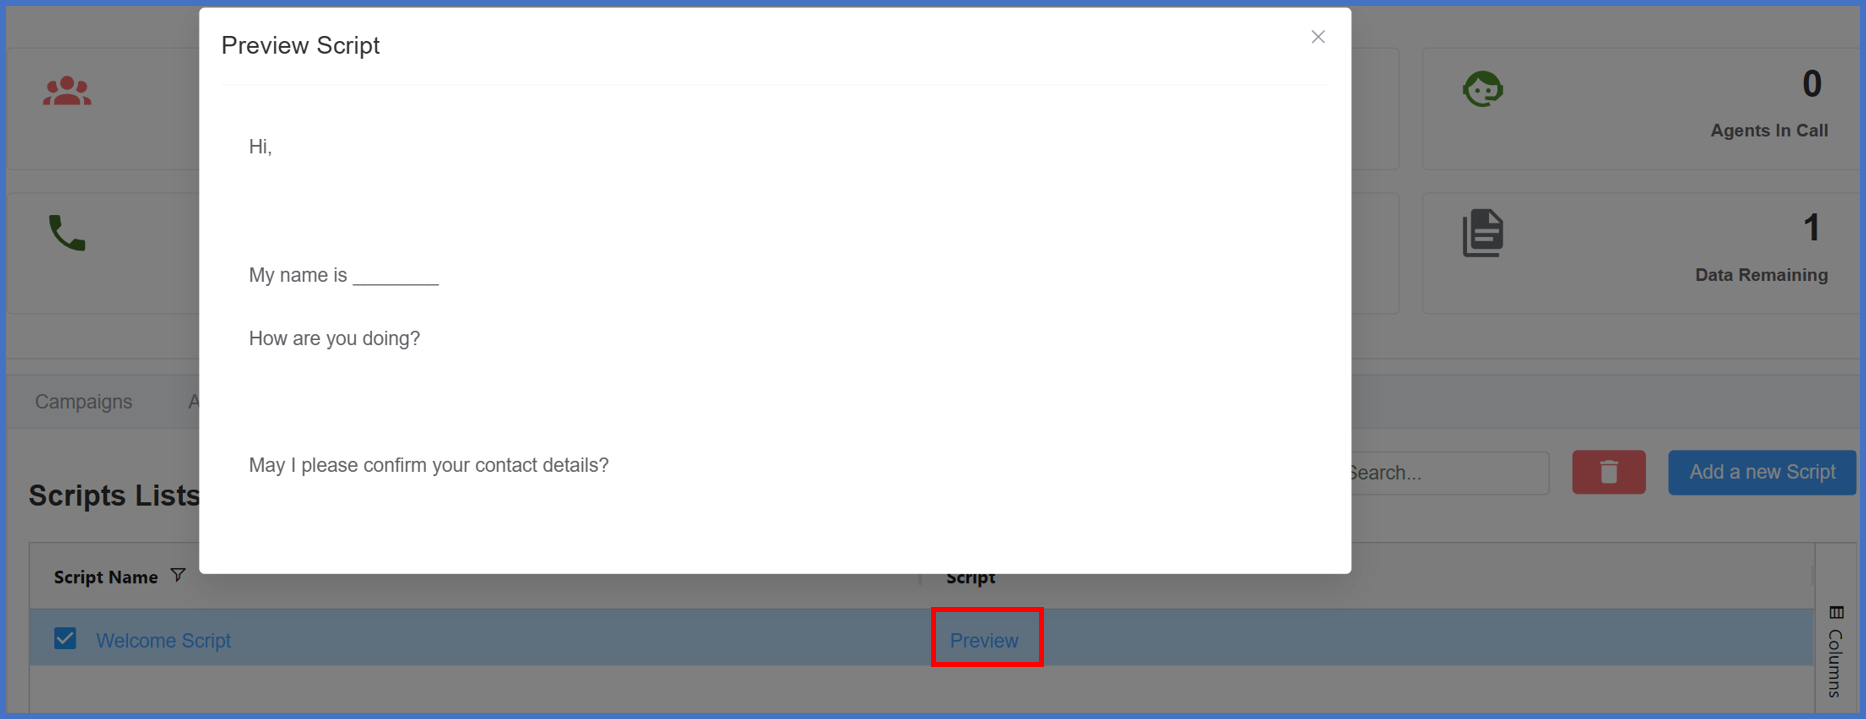 Preview Script
Hi,
My name is ________
How are you doing?
May I please confirm your contact details?
0
Agents In Call
1
Data Remaining
Campaigns A
Scripts Lists
Search...
Add a new Script
Script Name
Script
Welcome Script
Preview
Columns